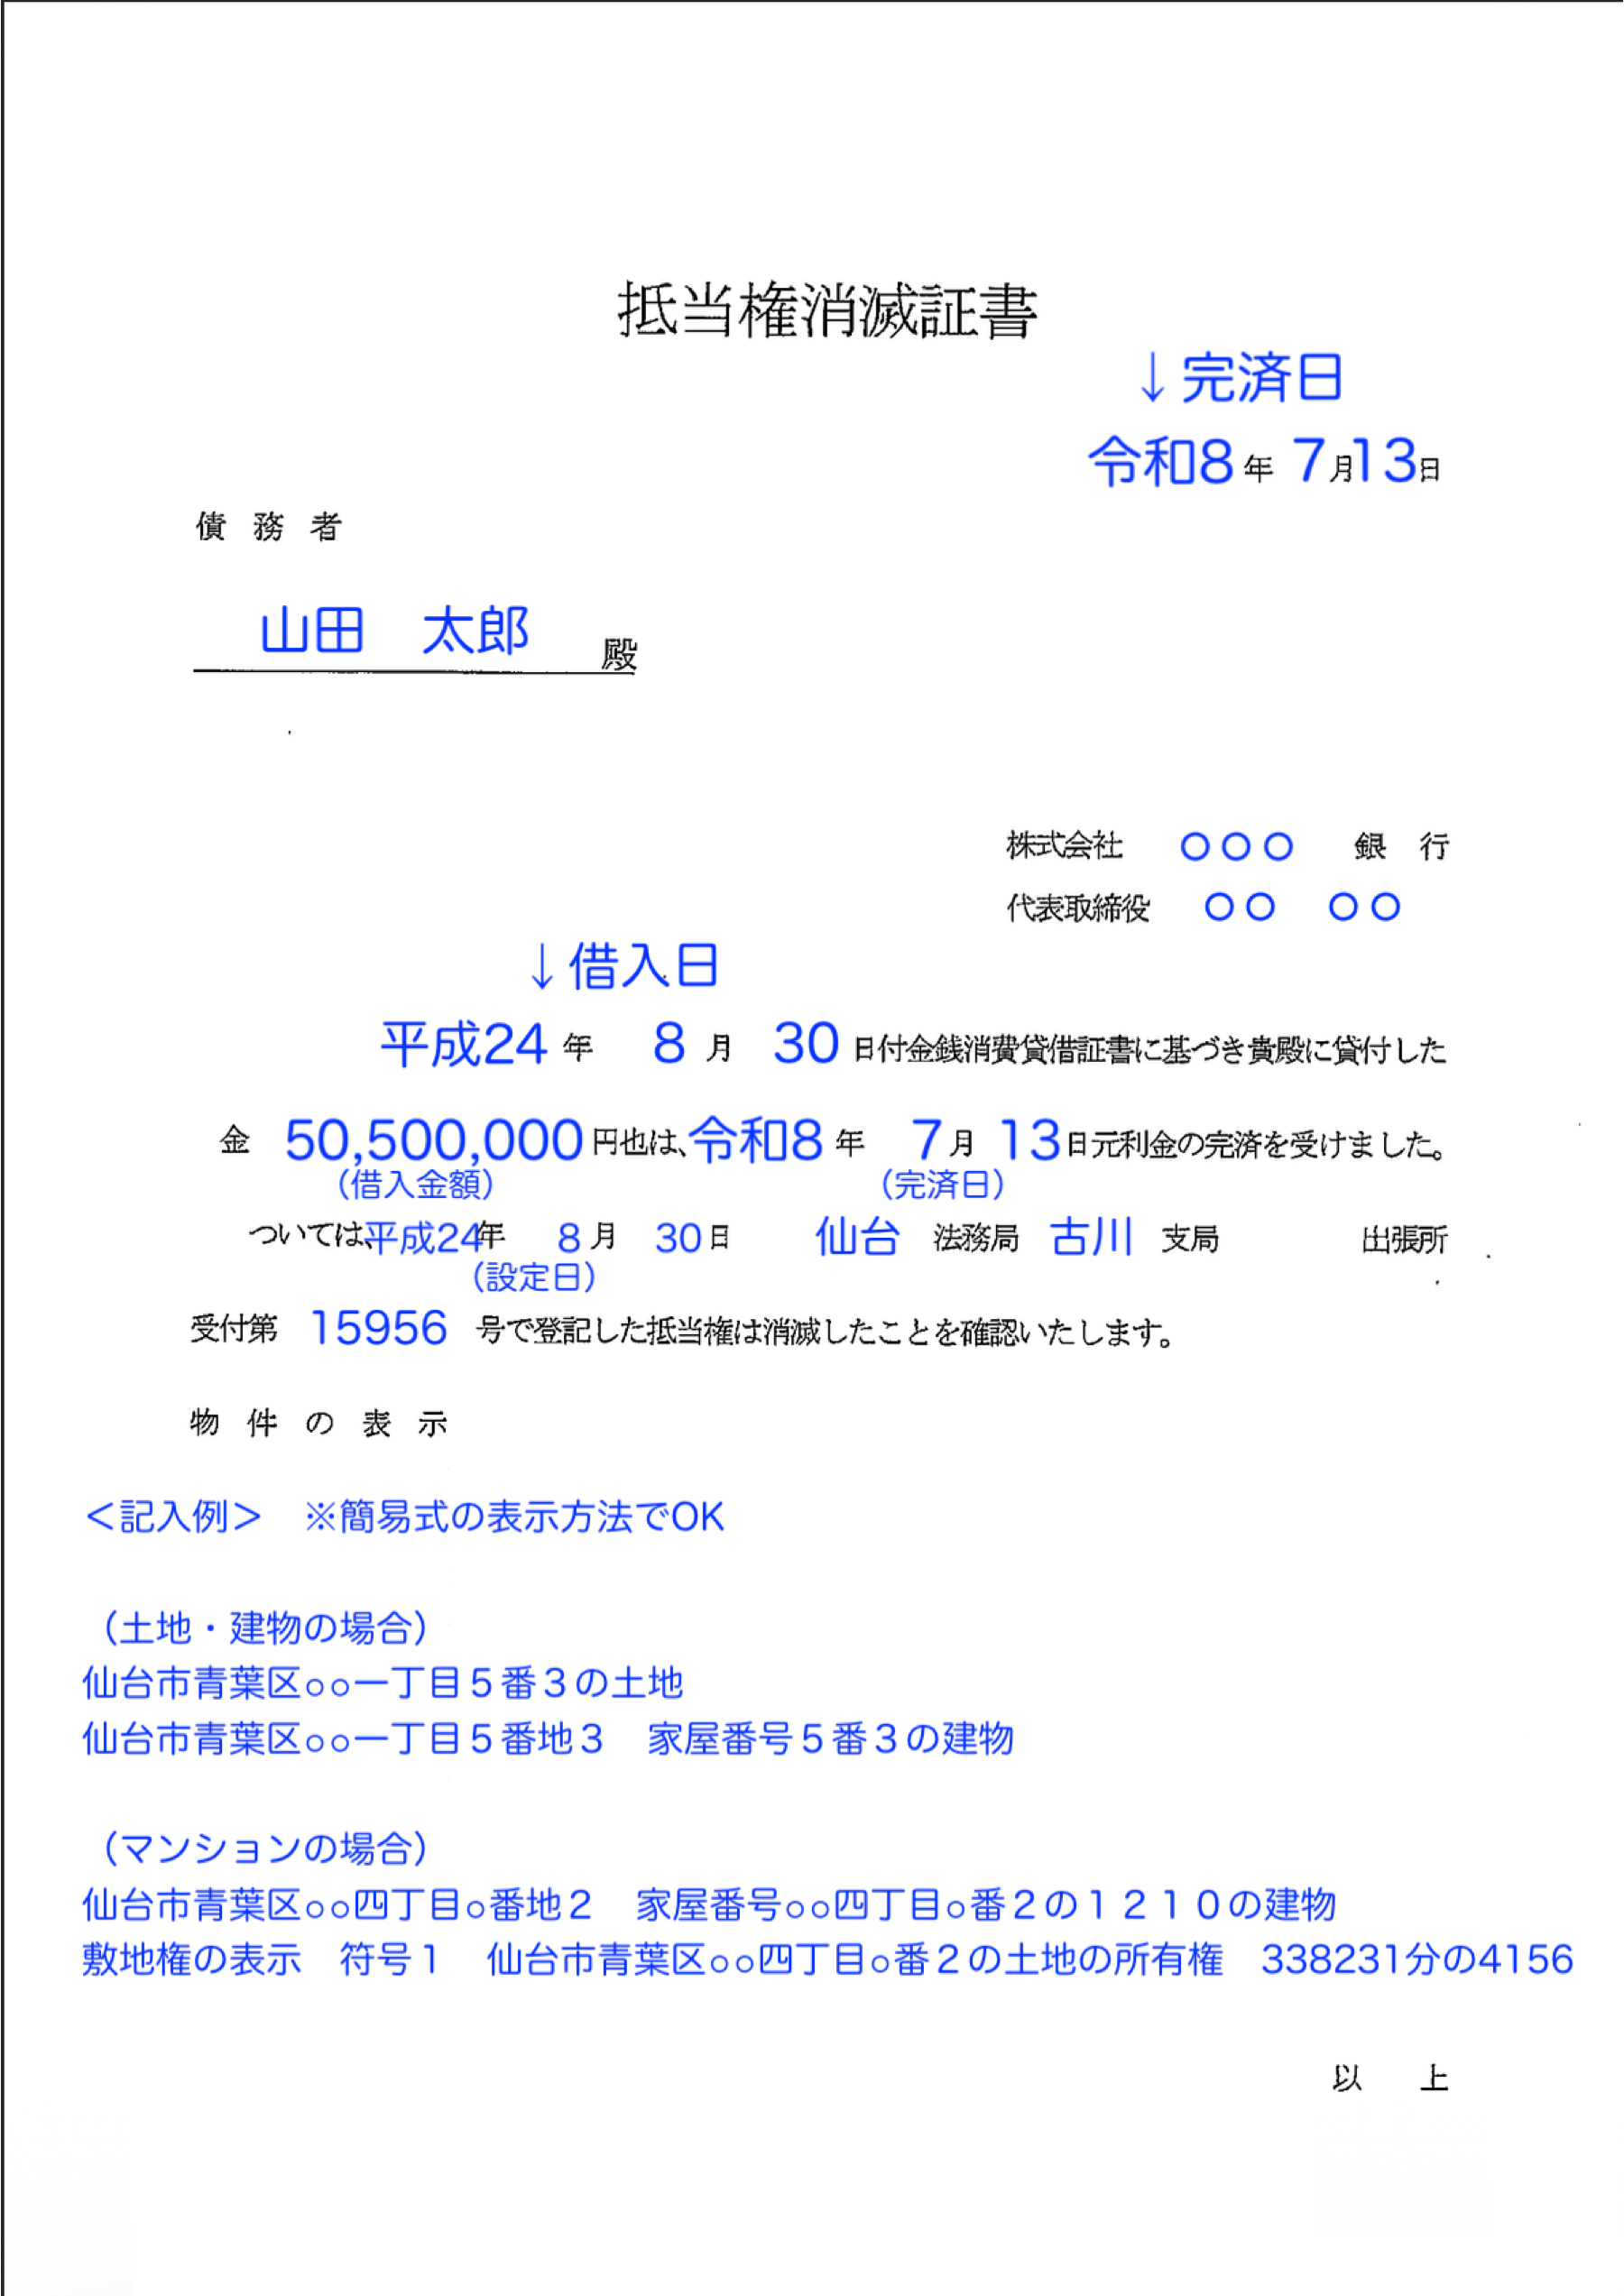 抵当権消滅証書
↓完済日
令和8年 7月13日
債 務 者
山田　太郎　殿
株式会社　○○○　銀 行
代表取締役　○○　○○
↓借入日
平成24年　8月　30日付金銭消費貸借証書に基づき貴殿に貸付した
金　50,500,000円也は、令和8年　7月13日元利金の完済を受けました。
（借入金額）　（完済日）
ついては、平成24年　8月　30日　仙台　法務局　古川　支局　出張所
（設定日）
受付第　15956　号で登記した抵当権は消滅したことを確認いたします。
物 件 の 表 示
＜記入例＞　※簡易式の表示方法でOK
（土地・建物の場合）
仙台市青葉区○○一丁目５番３の土地
仙台市青葉区○○一丁目５番地３　家屋番号５番３の建物
（マンションの場合）
仙台市青葉区○○四丁目○番地２　家屋番号○○四丁目○番２の１２１０の建物
敷地権の表示　符号１　仙台市青葉区○○四丁目○番２の土地の所有権　338231分の4156
以　上